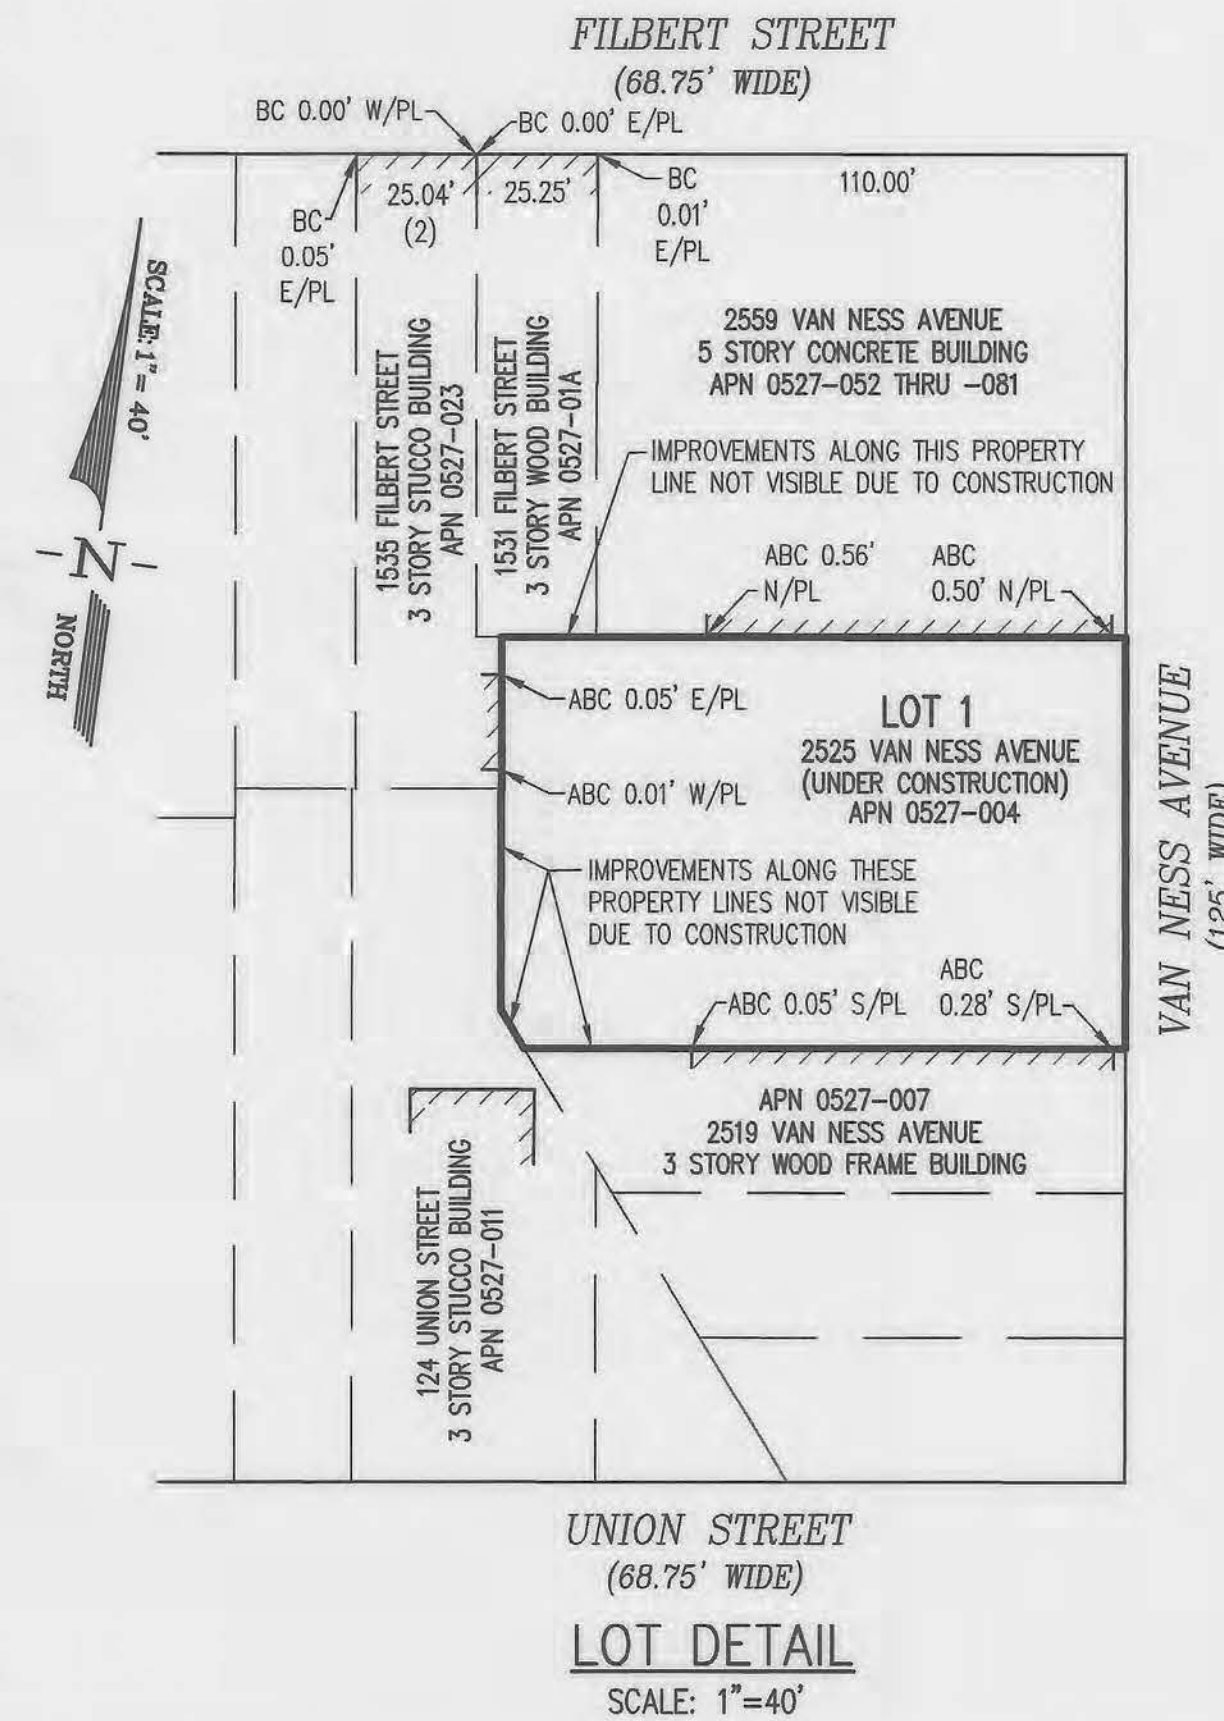 FILBERT STREET
(68.75' WIDE)
BC 0.00' W/PL
BC 0.00' E/PL
25.04'
(2)
25.25'
BC
0.01'
E/PL
110.00'
BC
0.05'
E/PL
SCALE: 1"= 40'
N
NORTH
1535 FILBERT STREET
3 STORY STUCCO BUILDING
APN 0527-023
1531 FILBERT STREET
3 STORY WOOD BUILDING
APN 0527-01A
2559 VAN NESS AVENUE
5 STORY CONCRETE BUILDING
APN 0527-052 THRU -081
IMPROVEMENTS ALONG THIS PROPERTY
LINE NOT VISIBLE DUE TO CONSTRUCTION
ABC 0.56'
N/PL
ABC
0.50' N/PL
ABC 0.05' E/PL
LOT 1
2525 VAN NESS AVENUE
(UNDER CONSTRUCTION)
APN 0527-004
ABC 0.01' W/PL
IMPROVEMENTS ALONG THESE
PROPERTY LINES NOT VISIBLE
DUE TO CONSTRUCTION
VAN NESS AVENUE
(125' WIDE)
ABC 0.05' S/PL
ABC
0.28' S/PL
APN 0527-007
2519 VAN NESS AVENUE
3 STORY WOOD FRAME BUILDING
124 UNION STREET
3 STORY STUCCO BUILDING
APN 0527-011
UNION STREET
(68.75' WIDE)
LOT DETAIL
SCALE: 1"=40'